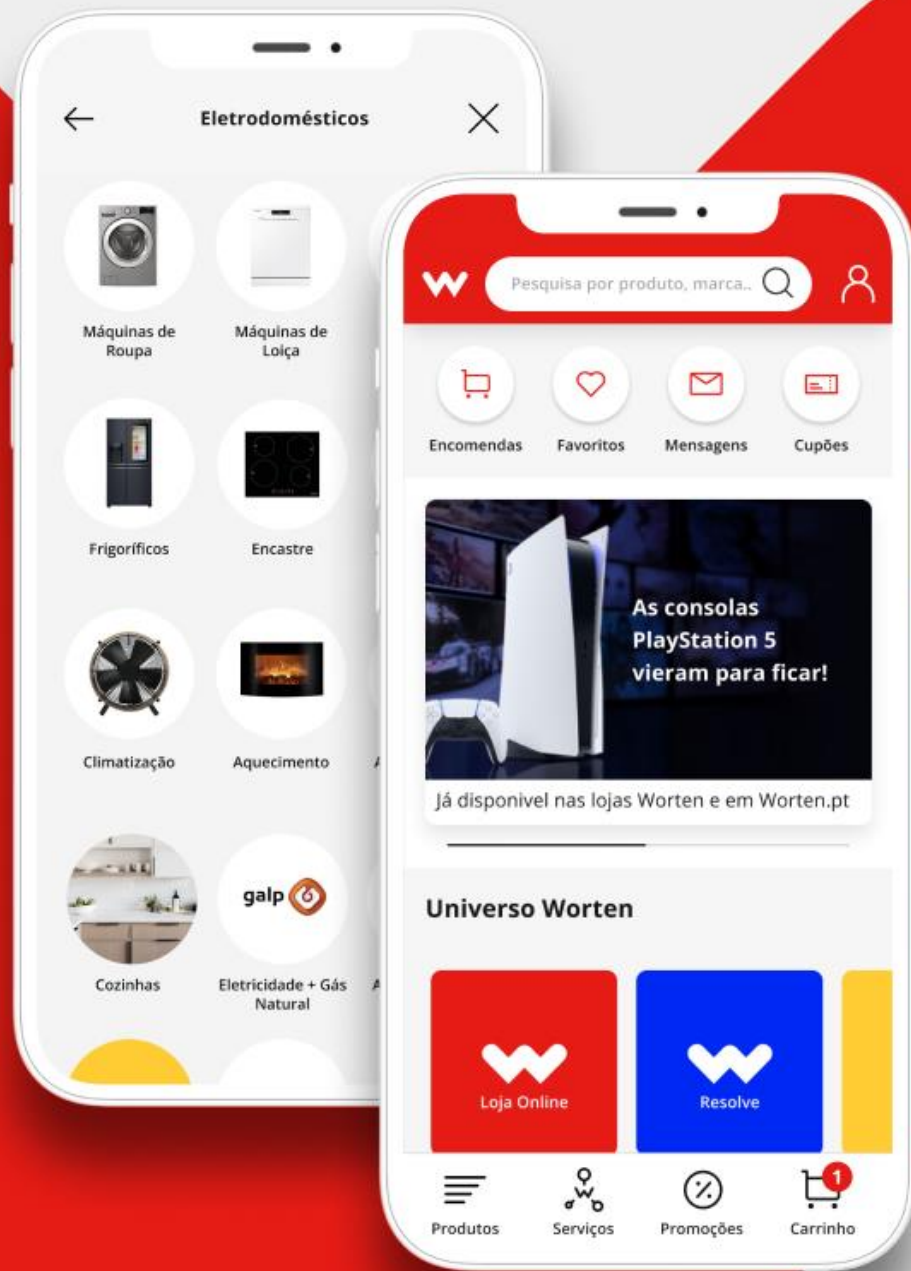 Eletrodomésticos
Máquinas de
Roupa
Máquinas de
Loiça
Frigoríficos
Encastre
Climatização
Aquecimento
Cozinhas
galp
Eletricidade + Gás
Natural
Pesquisa por produto, marca..
Encomendas
Favoritos
Mensagens
Cupões
As consolas
PlayStation 5
vieram para ficar!
Já disponivel nas lojas Worten e em Worten.pt
Universo Worten
Loja Online
Resolve
Produtos
Serviços
Promoções
1
Carrinho